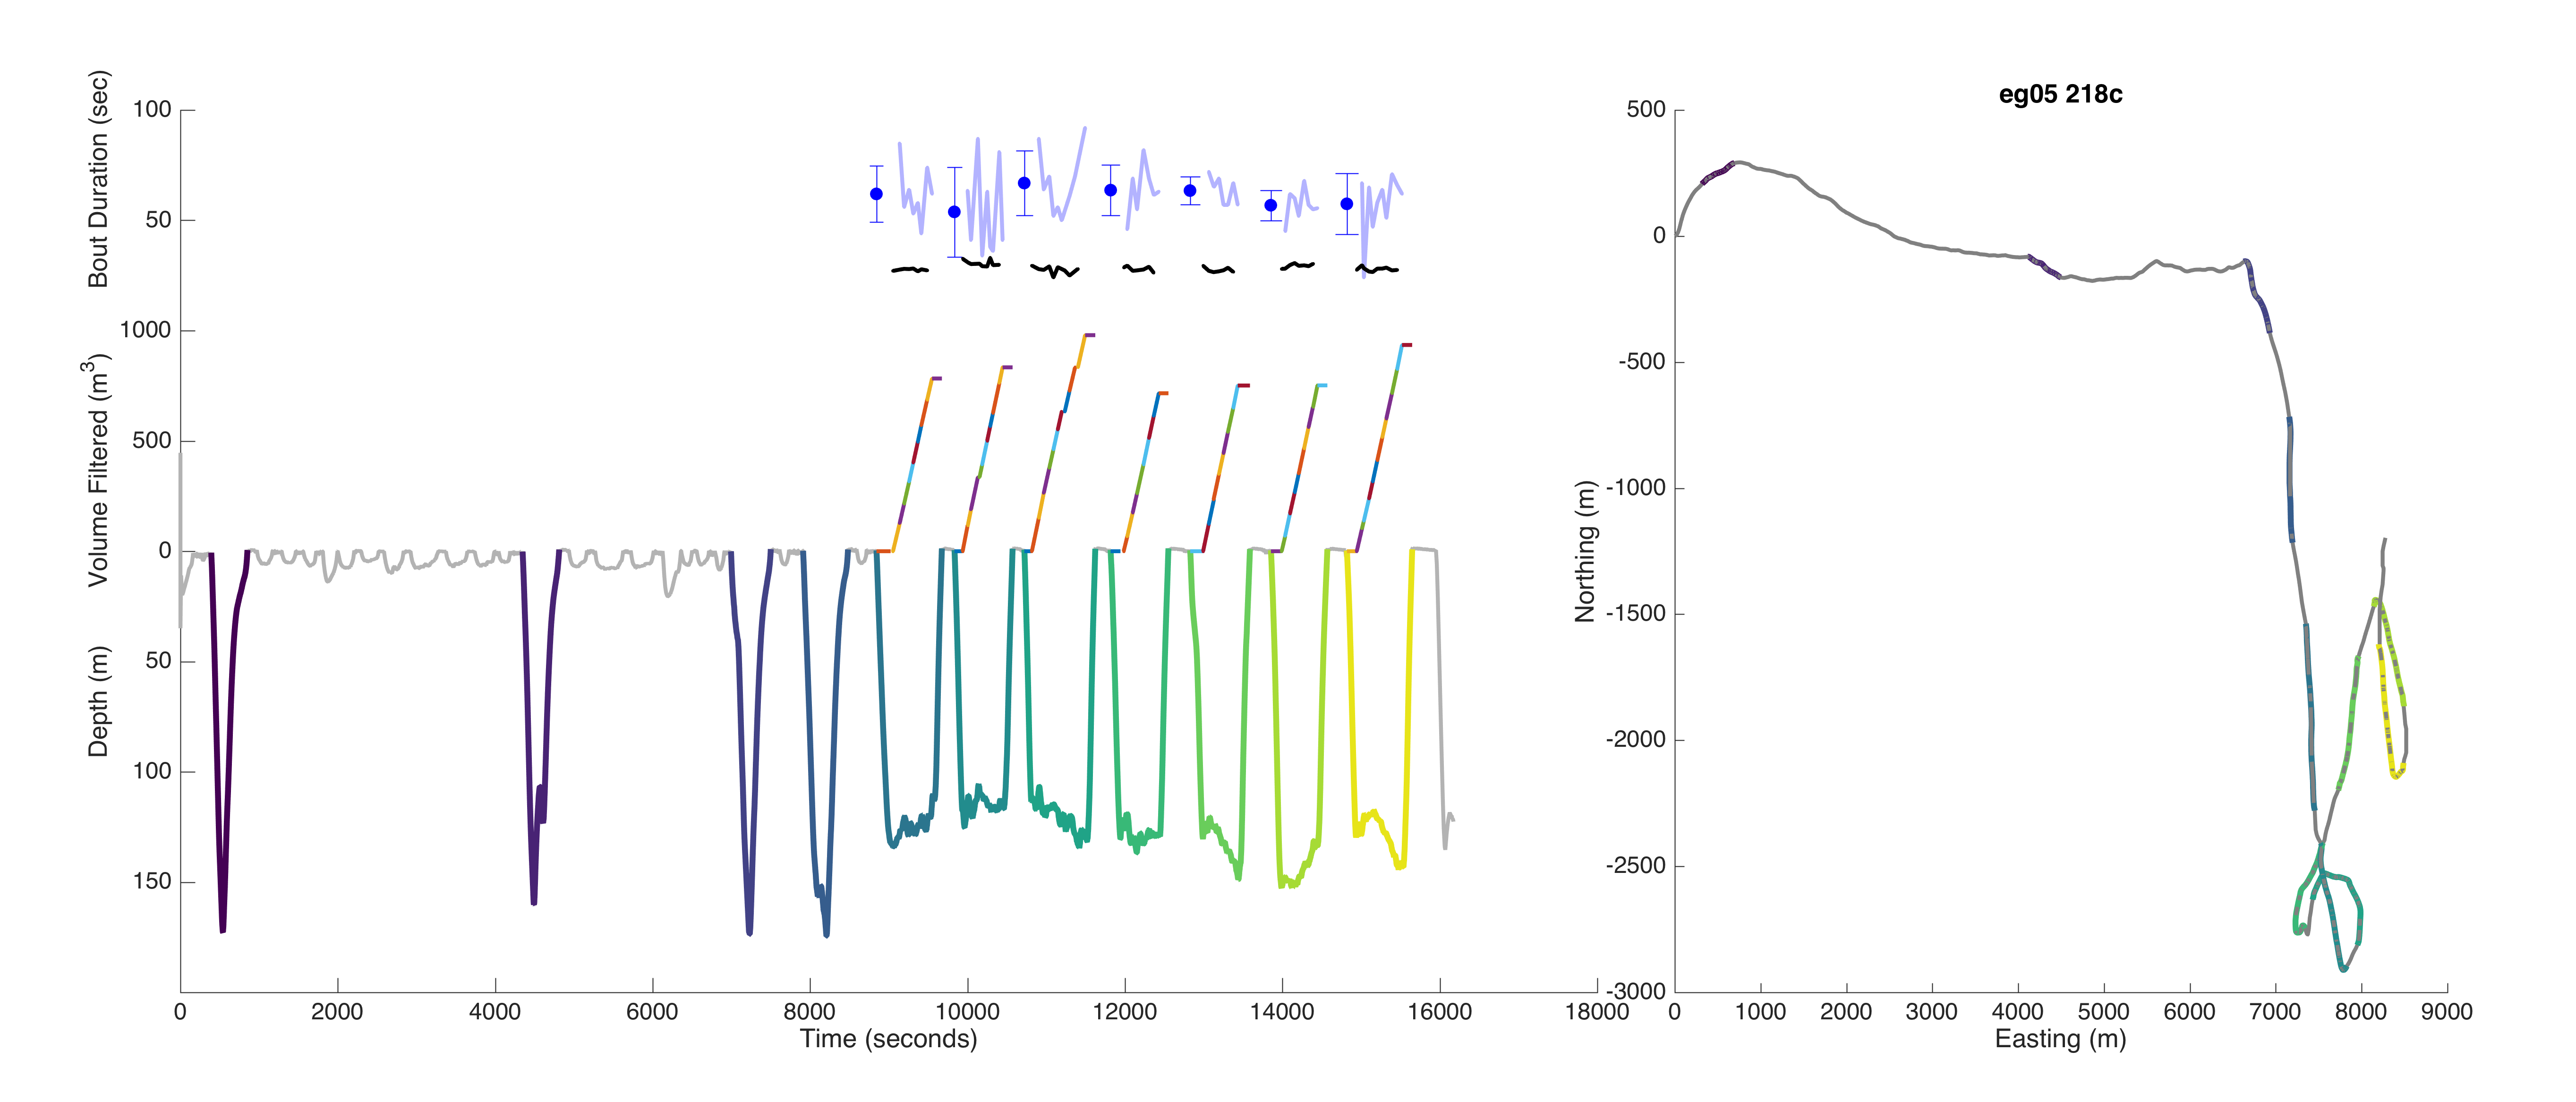 eg05 218c
Bout Duration (sec)
100
50
Volume Filtered (m3)
1000
500
0
Depth (m)
50
100
150
0 2000 4000 6000 8000 10000 12000 14000 16000 18000
Time (seconds)
Northing (m)
500
0
-500
-1000
-1500
-2000
-2500
-3000
0 1000 2000 3000 4000 5000 6000 7000 8000 9000
Easting (m)